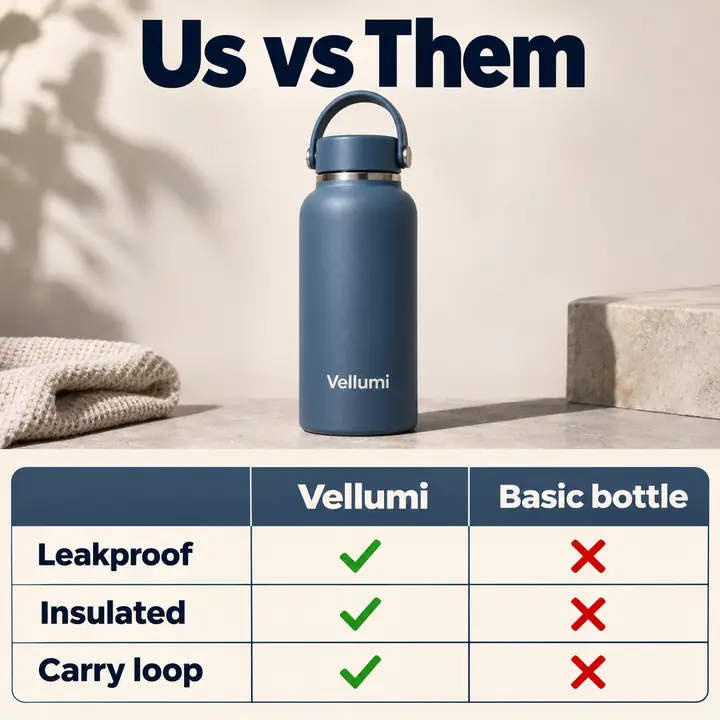 Us vs Them
Vellumi
Vellumi Basic bottle
Leakproof
Insulated
Carry loop